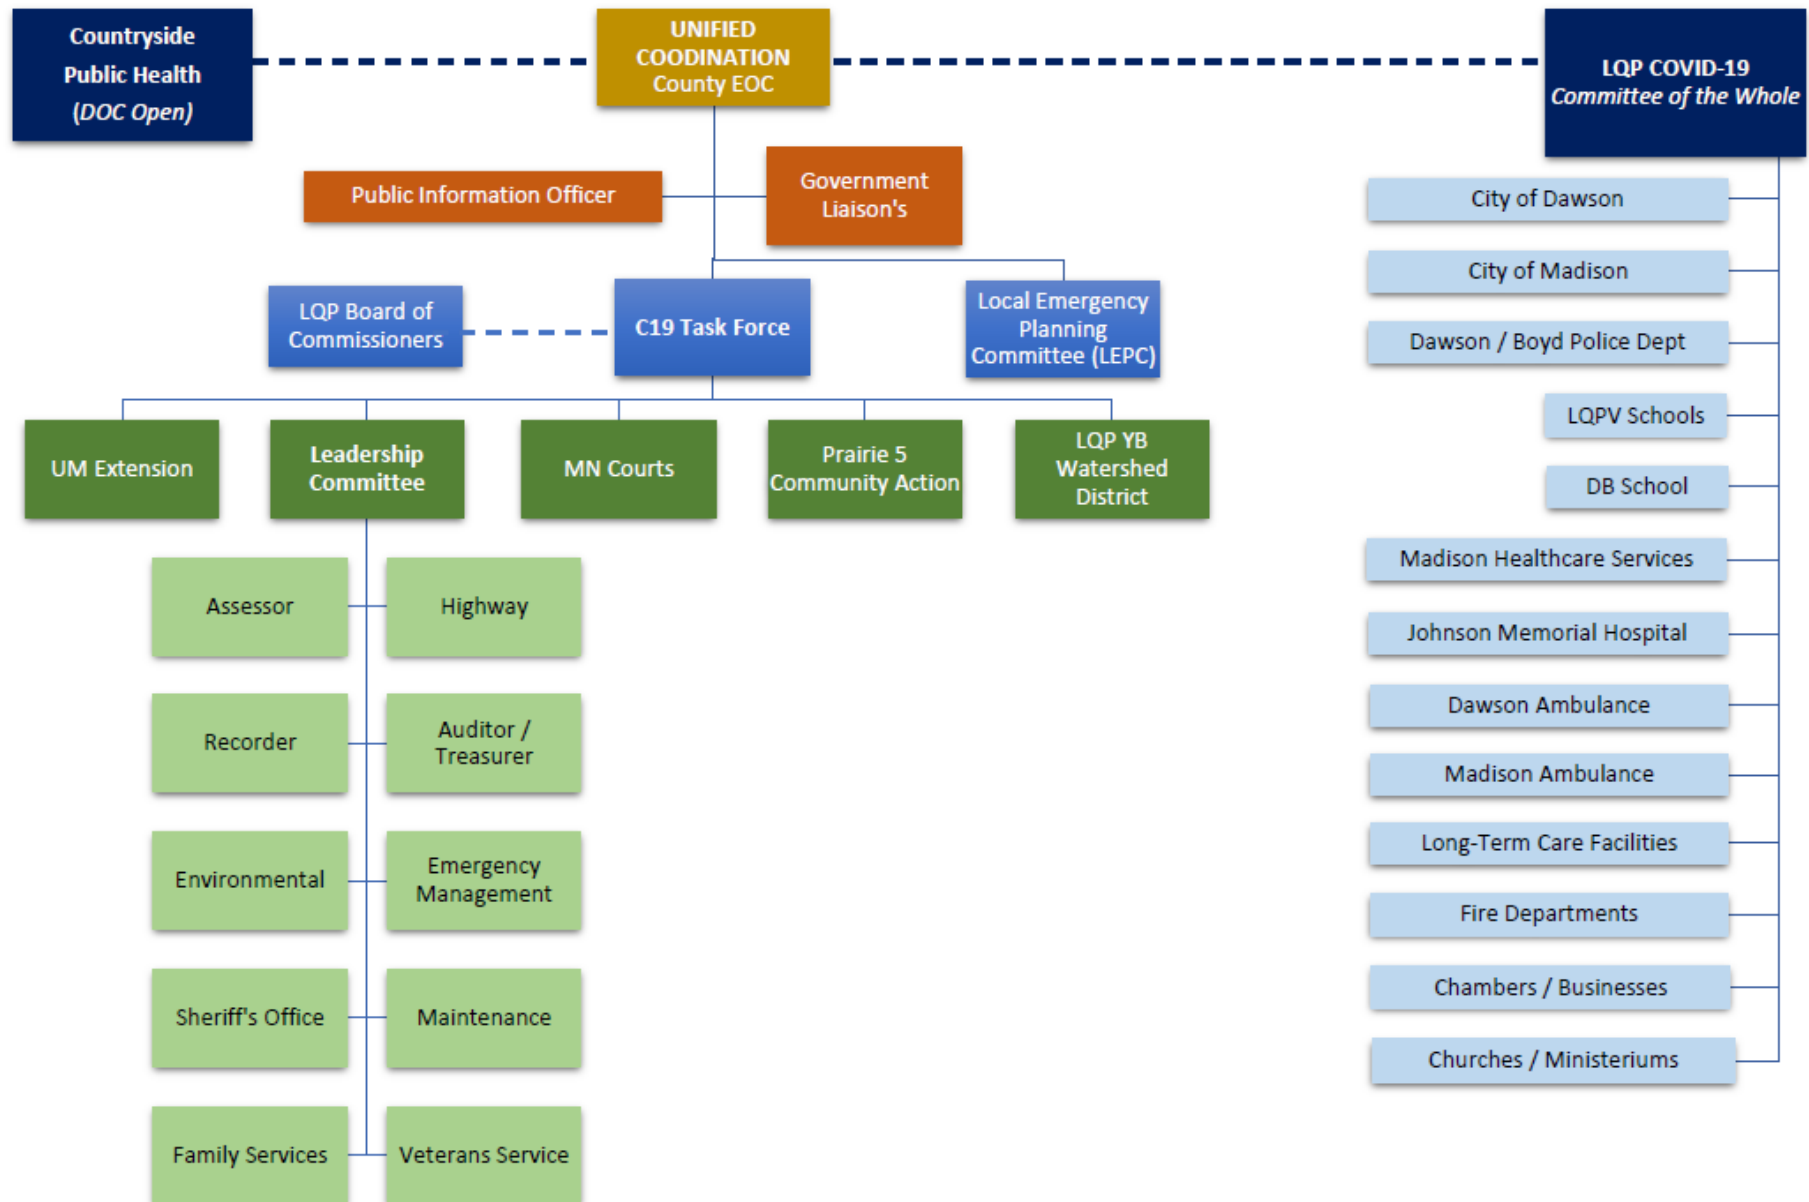 Countryside
Public Health
(DOC Open)
UNIFIED
COODINATION
County EOC
LQP COVID-19
Committee of the Whole
Public Information Officer
Government
Liaison's
LQP Board of
Commissioners
C19 Task Force
Local Emergency
Planning
Committee (LEPC)
UM Extension
Leadership
Committee
MN Courts
Prairie 5
Community Action
LQP YB
Watershed
District
Assessor
Highway
Recorder
Auditor /
Treasurer
Environmental
Emergency
Management
Sheriff's Office
Maintenance
Family Services
Veterans Service
City of Dawson
City of Madison
Dawson / Boyd Police Dept
LQPV Schools
DB School
Madison Healthcare Services
Johnson Memorial Hospital
Dawson Ambulance
Madison Ambulance
Long-Term Care Facilities
Fire Departments
Chambers / Businesses
Churches / Ministeriums